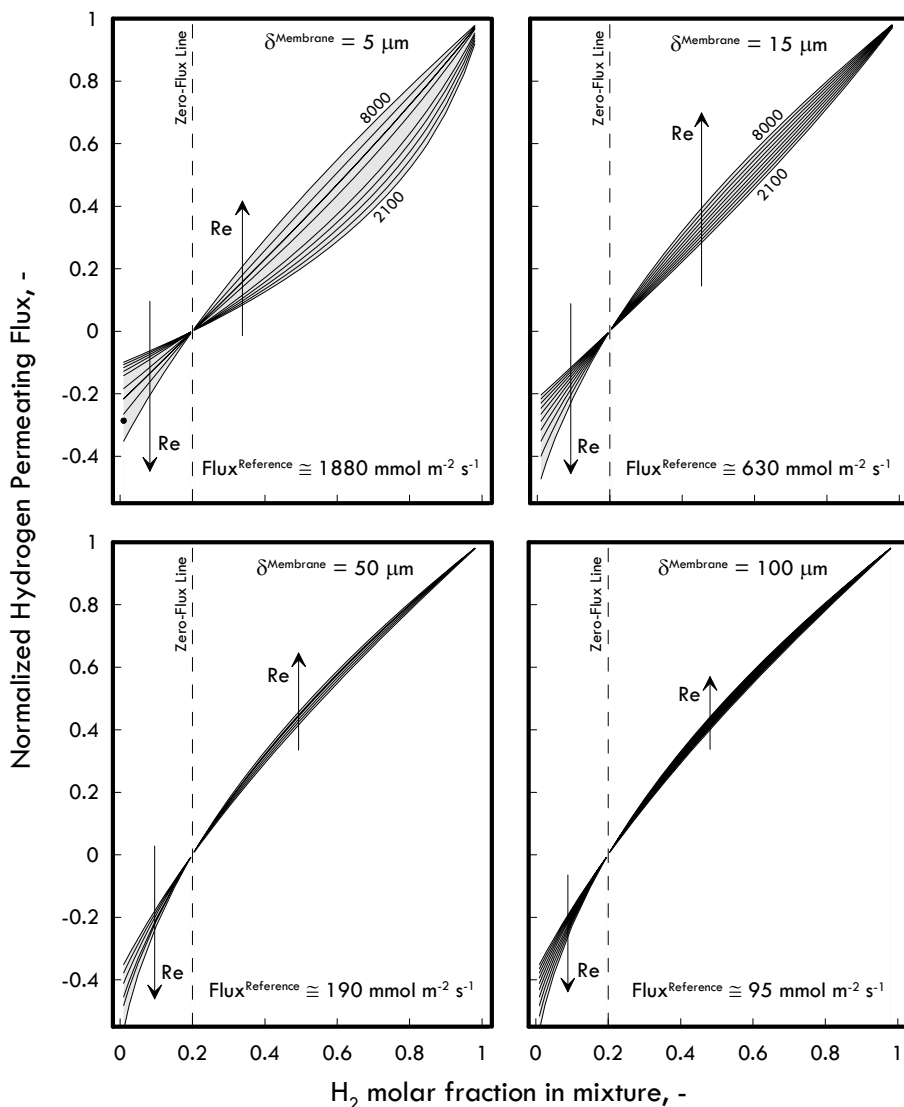 Normalized Hydrogen Permeating Flux, -
1
0.8
0.6
0.4
0.2
0
-0.2
-0.4
δMembrane = 5 μm
Zero-Flux Line
8000
2100
Re
Re
FluxReference ≅ 1880 mmol m-2 s-1
δMembrane = 15 μm
Zero-Flux Line
8000
2100
Re
Re
FluxReference ≅ 630 mmol m-2 s-1
1
0.8
0.6
0.4
0.2
0
-0.2
-0.4
δMembrane = 50 μm
Zero-Flux Line
Re
Re
FluxReference ≅ 190 mmol m-2 s-1
0 0.2 0.4 0.6 0.8 1
δMembrane = 100 μm
Zero-Flux Line
Re
Re
FluxReference ≅ 95 mmol m-2 s-1
0 0.2 0.4 0.6 0.8 1
H2 molar fraction in mixture, -